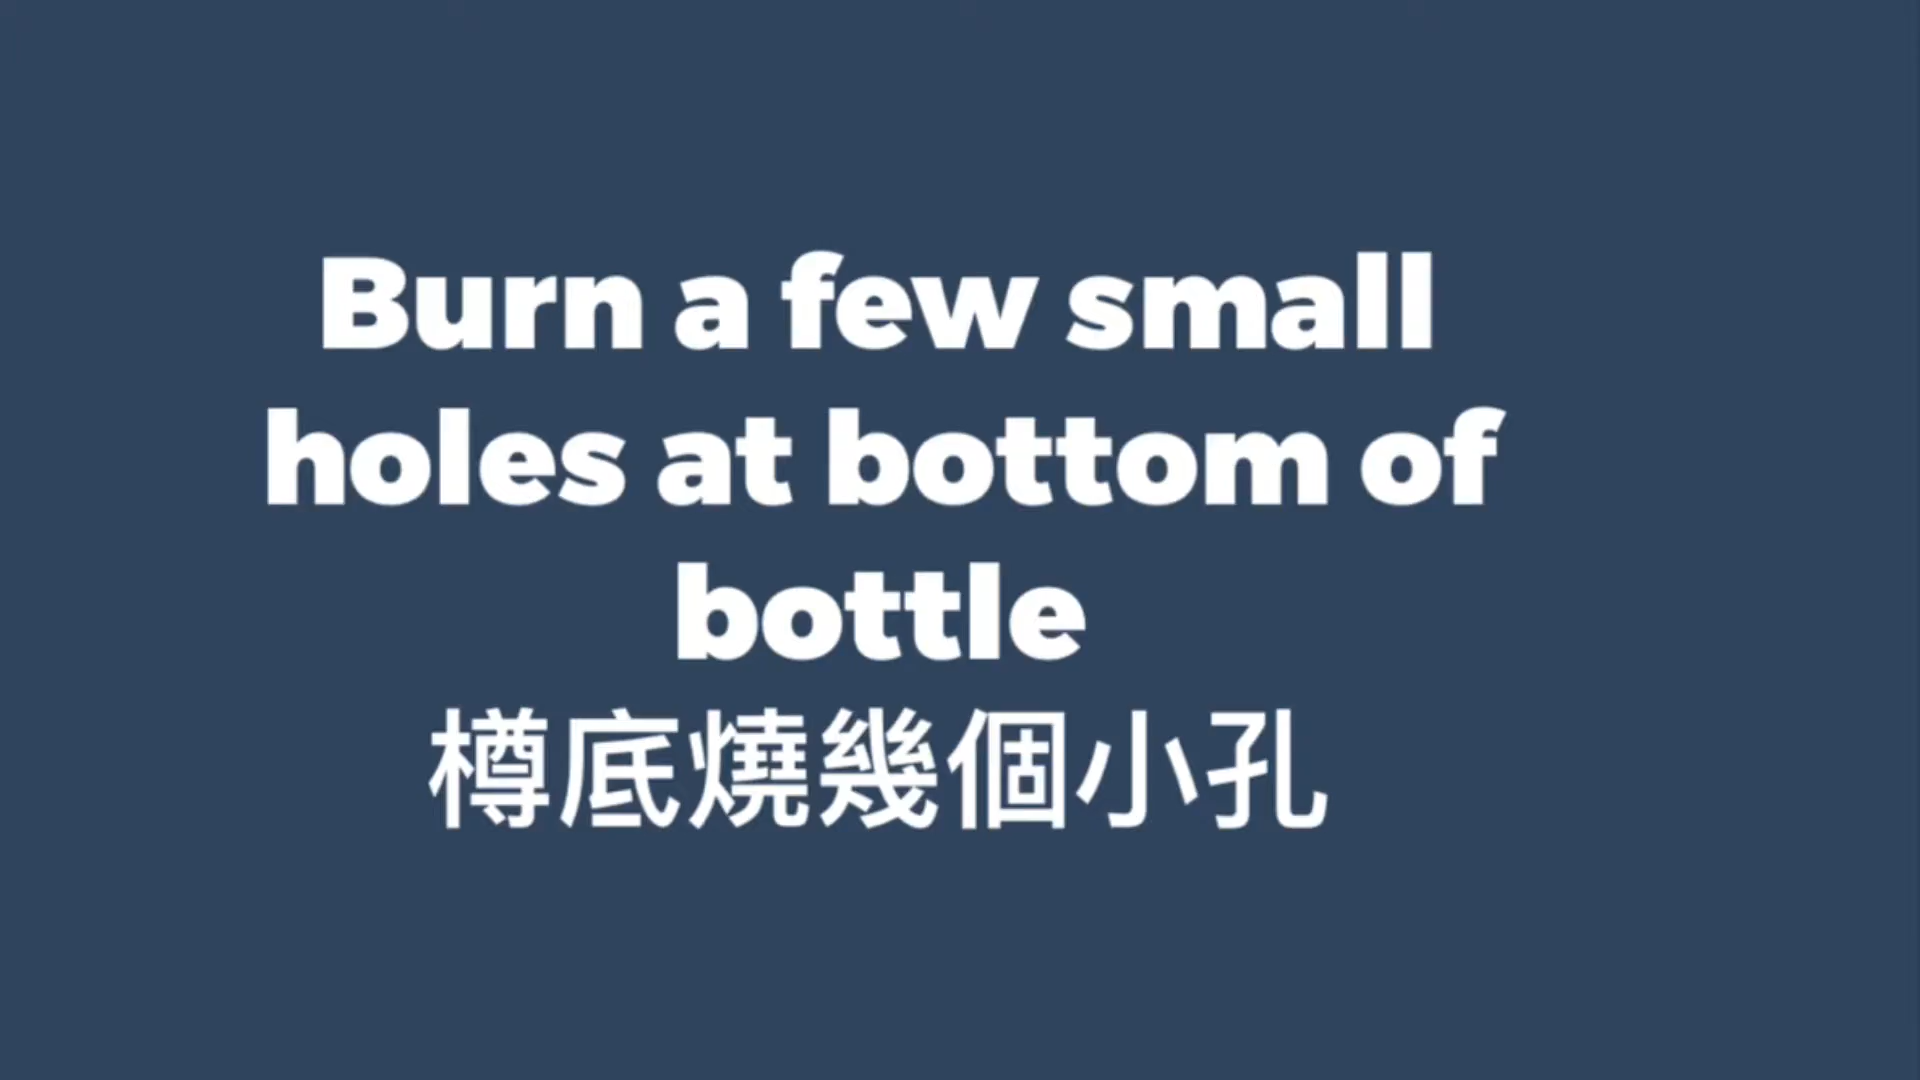 Burn a few small
holes at bottom of
bottle
樽底燒幾個小孔